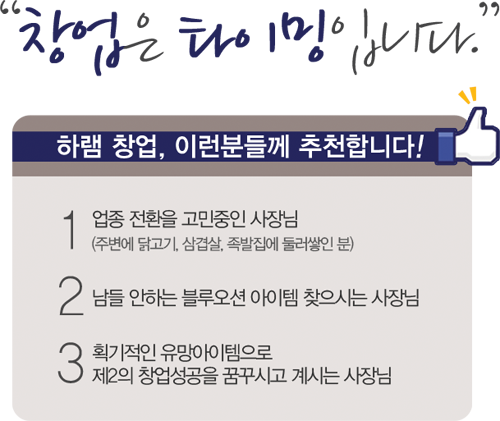 “창업은 타이밍입니다.”
하램 창업, 이런분들께 추천합니다!
1 업종 전환을 고민중인 사장님
(주변에 닭고기, 삼겹살, 족발집에 둘러쌓인 분)
2 남들 안하는 블루오션 아이템 찾으시는 사장님
3 획기적인 유망아이템으로
제2의 창업성공을 꿈꾸시고 계시는 사장님